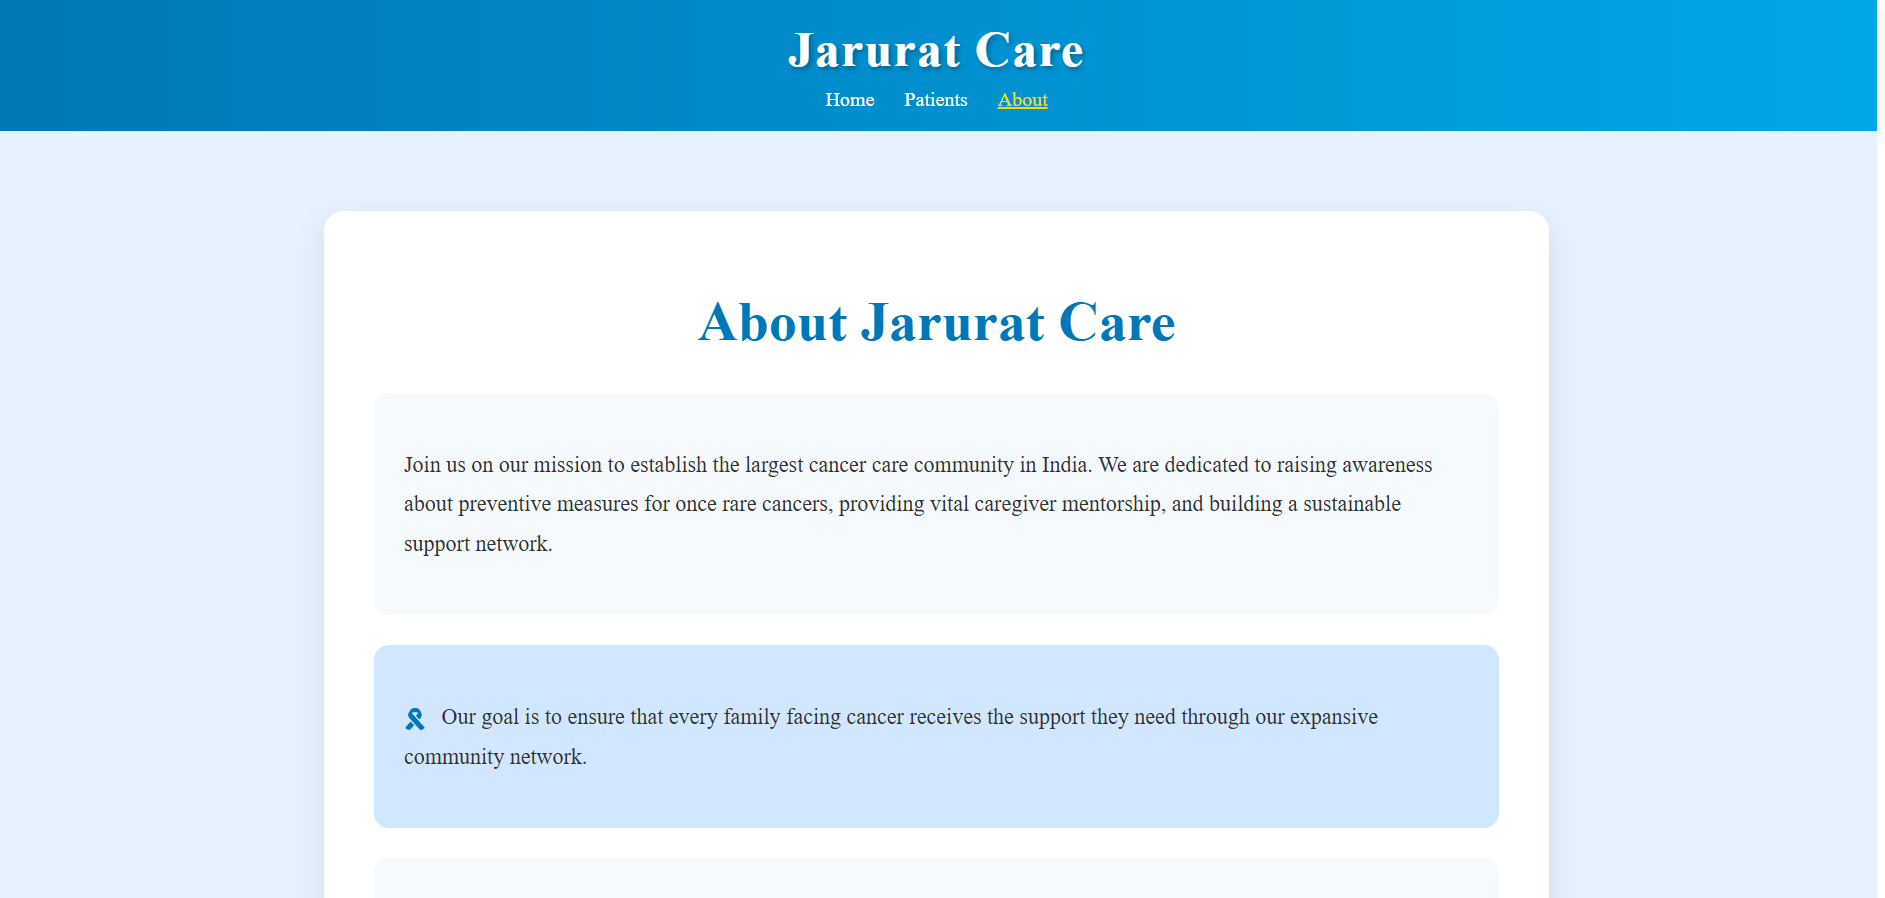 Jarurat Care
Home Patients About
About Jarurat Care
Join us on our mission to establish the largest cancer care community in India. We are dedicated to raising awareness
about preventive measures for once rare cancers, providing vital caregiver mentorship, and building a sustainable
support network.
Our goal is to ensure that every family facing cancer receives the support they need through our expansive
community network.